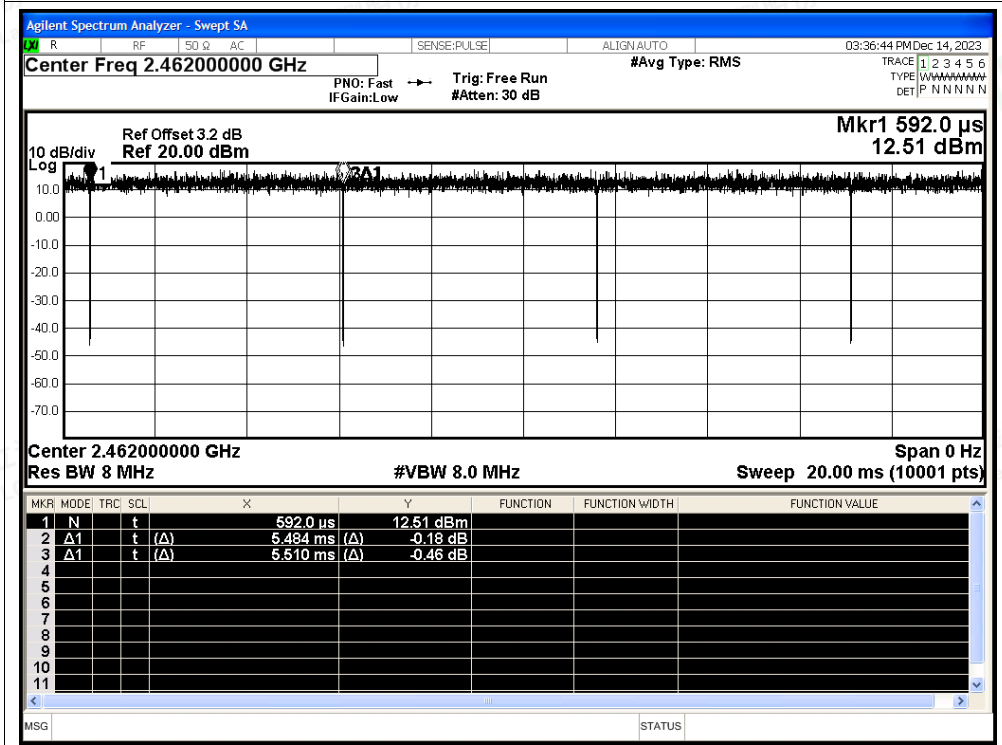 Agilent Spectrum Analyzer - Swept SA
LXI R RF 50 Ω AC SENSE:PULSE ALIGN AUTO 03:36:44 PM Dec 14, 2023
Center Freq 2.462000000 GHz #Avg Type: RMS TRACE 1 2 3 4 5 6
PNO: Fast Trig: Free Run TYPE W
IFGain:Low #Atten: 30 dB DET P N N N N N
Mkr1 592.0 µs
Ref Offset 3.2 dB
10 dB/div Ref 20.00 dBm 12.51 dBm
Log
1 3Δ1
10.0
0.00
-10.0
-20.0
-30.0
-40.0
-50.0
-60.0
-70.0
Center 2.462000000 GHz Span 0 Hz
Res BW 8 MHz #VBW 8.0 MHz Sweep 20.00 ms (10001 pts)
MKR MODE TRC SCL X Y FUNCTION FUNCTION WIDTH FUNCTION VALUE
1 N t 592.0 µs 12.51 dBm
2 Δ1 t (Δ) 5.484 ms (Δ) -0.18 dB
3 Δ1 t (Δ) 5.510 ms (Δ) -0.46 dB
4
5
6
7
8
9
10
11
MSG STATUS